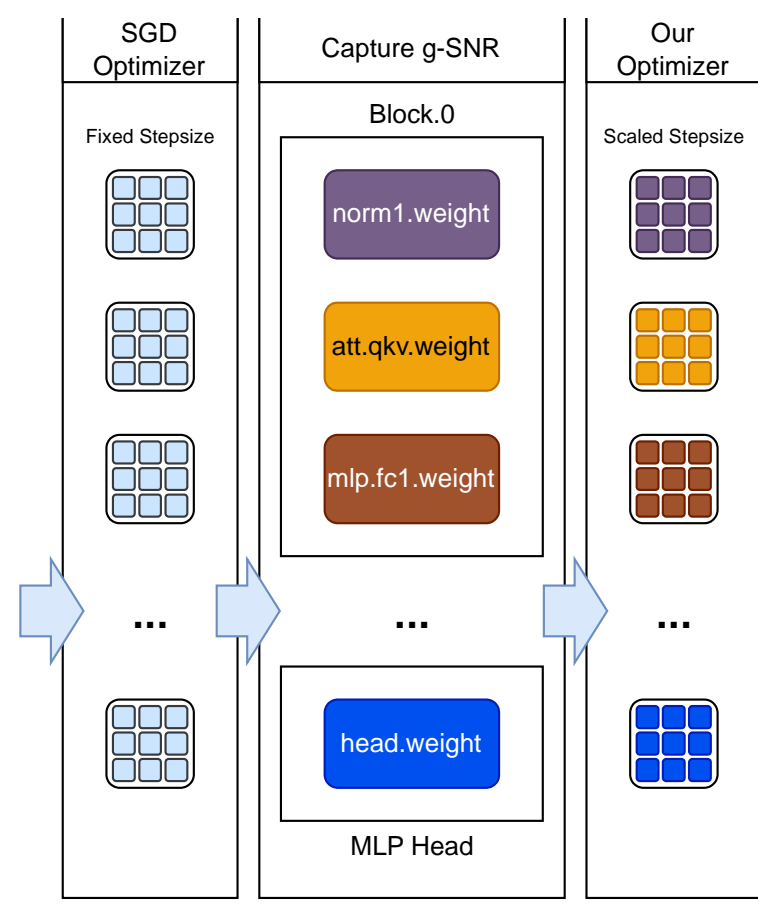 SGD
Optimizer
Capture g-SNR
Our
Optimizer
Fixed Stepsize
Block.0
Scaled Stepsize
norm1.weight
att.qkv.weight
mlp.fc1.weight
... ... ...
head.weight
MLP Head